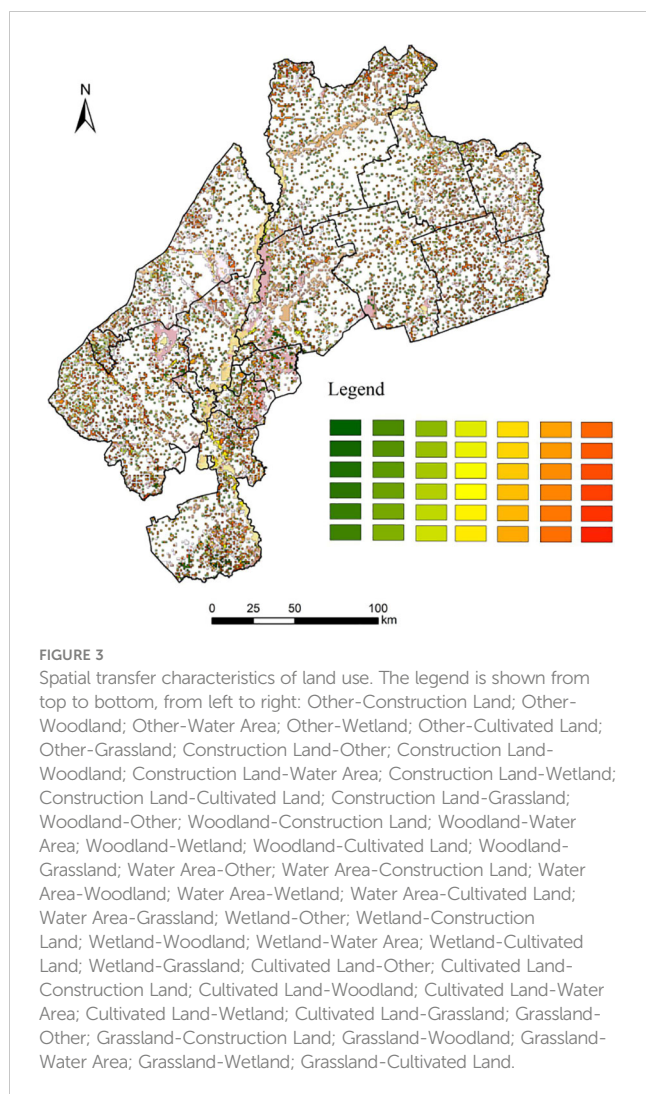 N
Legend
0 25 50 100
km
FIGURE 3
Spatial transfer characteristics of land use. The legend is shown from
top to bottom, from left to right: Other-Construction Land; Other-
Woodland; Other-Water Area; Other-Wetland; Other-Cultivated Land;
Other-Grassland; Construction Land-Other; Construction Land-
Woodland; Construction Land-Water Area; Construction Land-Wetland;
Construction Land-Cultivated Land; Construction Land-Grassland;
Woodland-Other; Woodland-Construction Land; Woodland-Water
Area; Woodland-Wetland; Woodland-Cultivated Land; Woodland-
Grassland; Water Area-Other; Water Area-Construction Land; Water
Area-Woodland; Water Area-Wetland; Water Area-Cultivated Land;
Water Area-Grassland; Wetland-Other; Wetland-Construction
Land; Wetland-Woodland; Wetland-Water Area; Wetland-Cultivated
Land; Wetland-Grassland; Cultivated Land-Other; Cultivated Land-
Construction Land; Cultivated Land-Woodland; Cultivated Land-Water
Area; Cultivated Land-Wetland; Cultivated Land-Grassland; Grassland-
Other; Grassland-Construction Land; Grassland-Woodland; Grassland-
Water Area; Grassland-Wetland; Grassland-Cultivated Land.